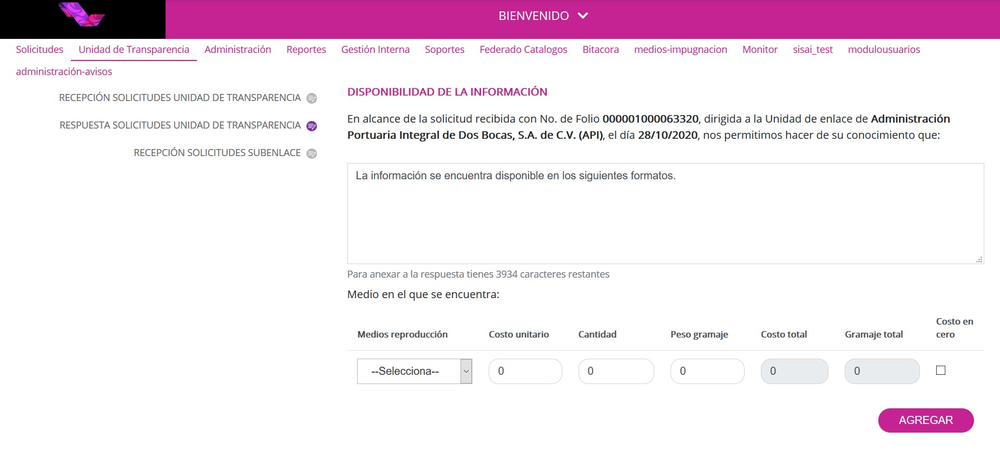 BIENVENIDO
Solicitudes Unidad de Transparencia Administración Reportes Gestión Interna Soportes Federado Catalogos Bitacora medios-impugnacion Monitor sisai_test modulousuarios
administración-avisos
RECEPCIÓN SOLICITUDES UNIDAD DE TRANSPARENCIA
RESPUESTA SOLICITUDES UNIDAD DE TRANSPARENCIA
RECEPCIÓN SOLICITUDES SUBENLACE
DISPONIBILIDAD DE LA INFORMACIÓN
En alcance de la solicitud recibida con No. de Folio 000001000063320, dirigida a la Unidad de enlace de Administración
Portuaria Integral de Dos Bocas, S.A. de C.V. (API), el día 28/10/2020, nos permitimos hacer de su conocimiento que:
La información se encuentra disponible en los siguientes formatos.
Para anexar a la respuesta tienes 3934 caracteres restantes
Medio en el que se encuentra:
Medios reproducción Costo unitario Cantidad Peso gramaje Costo total Gramaje total Costo en
cero
--Selecciona-- 0 0 0 0 0
AGREGAR